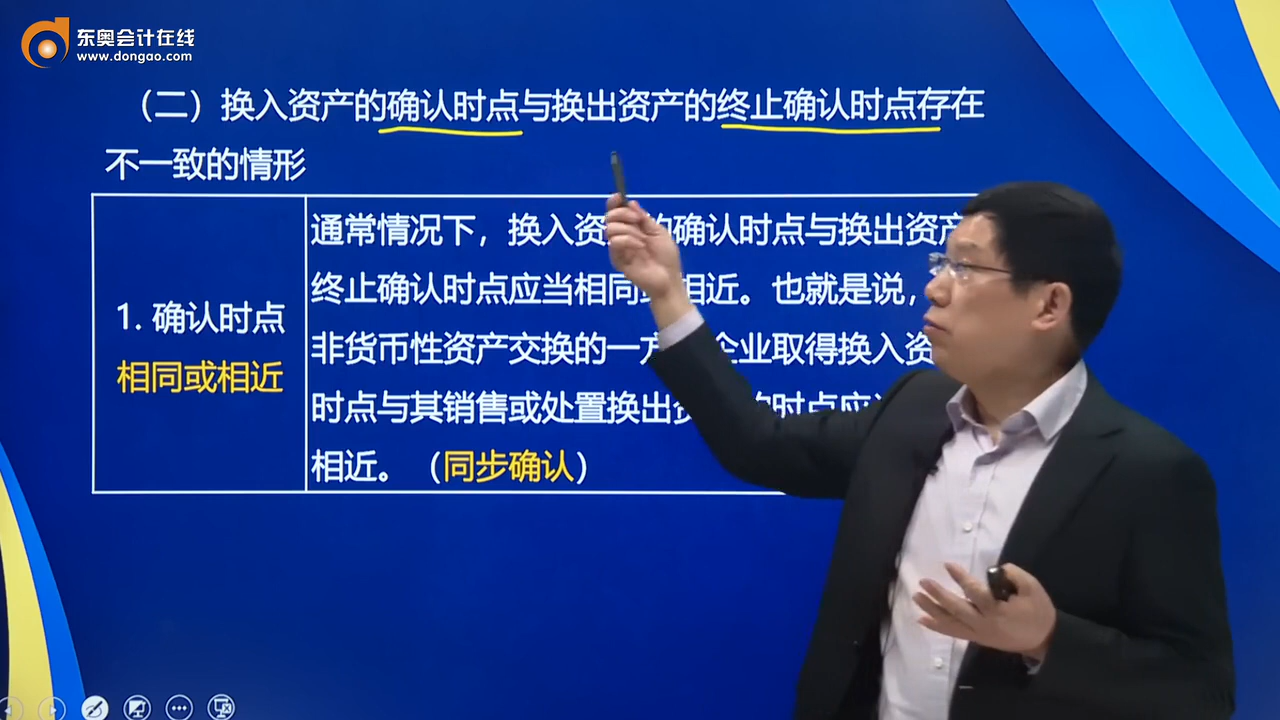 东奥会计在线
www.dongao.com
（二）换入资产的确认时点与换出资产的终止确认时点存在
不一致的情形
1. 确认时点
相同或相近
通常情况下，换入资 的确认时点与换出资产
终止确认时点应当相同 相近。也就是说，
非货币性资产交换的一方 企业取得换入资
时点与其销售或处置换出资 的时点应
相近。（同步确认）